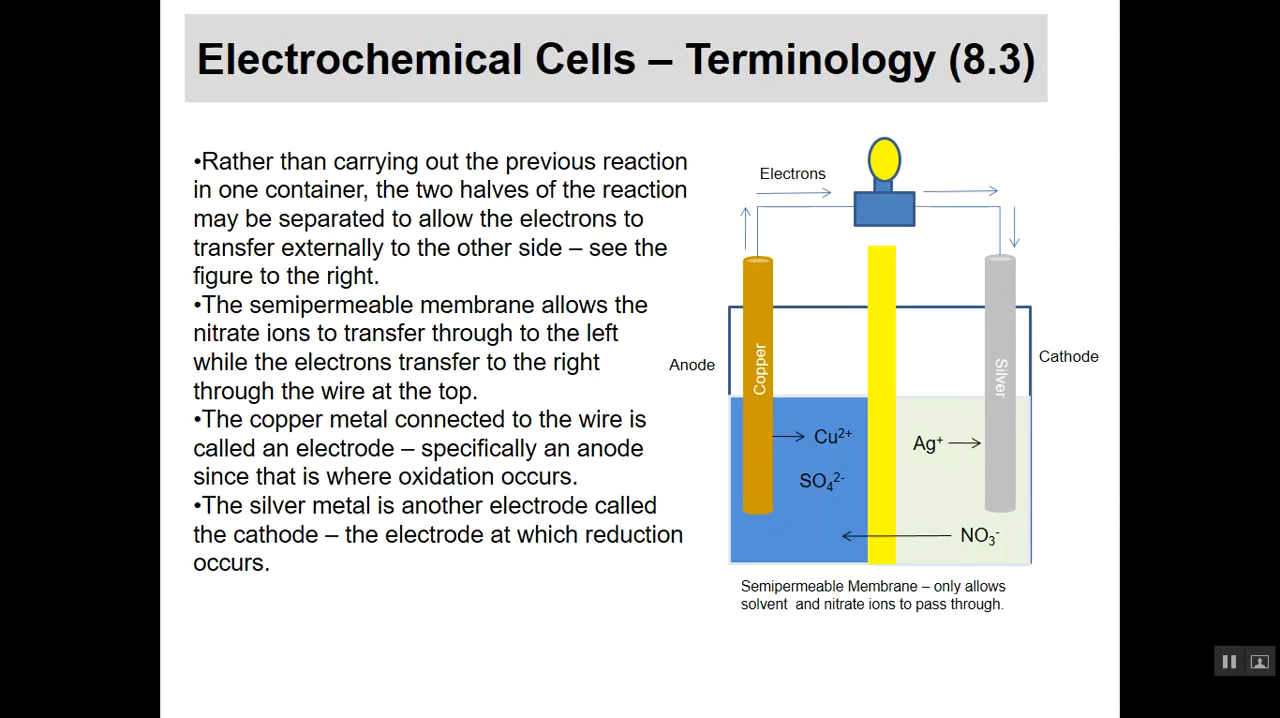 Electrochemical Cells – Terminology (8.3)
•Rather than carrying out the previous reaction
in one container, the two halves of the reaction
may be separated to allow the electrons to
transfer externally to the other side – see the
figure to the right.
•The semipermeable membrane allows the
nitrate ions to transfer through to the left
while the electrons transfer to the right
through the wire at the top.
•The copper metal connected to the wire is
called an electrode – specifically an anode
since that is where oxidation occurs.
•The silver metal is another electrode called
the cathode – the electrode at which reduction
occurs.
Electrons
Anode
Copper
Silver
Cathode
Cu²⁺
Ag⁺
SO₄²⁻
NO₃⁻
Semipermeable Membrane – only allows
solvent and nitrate ions to pass through.